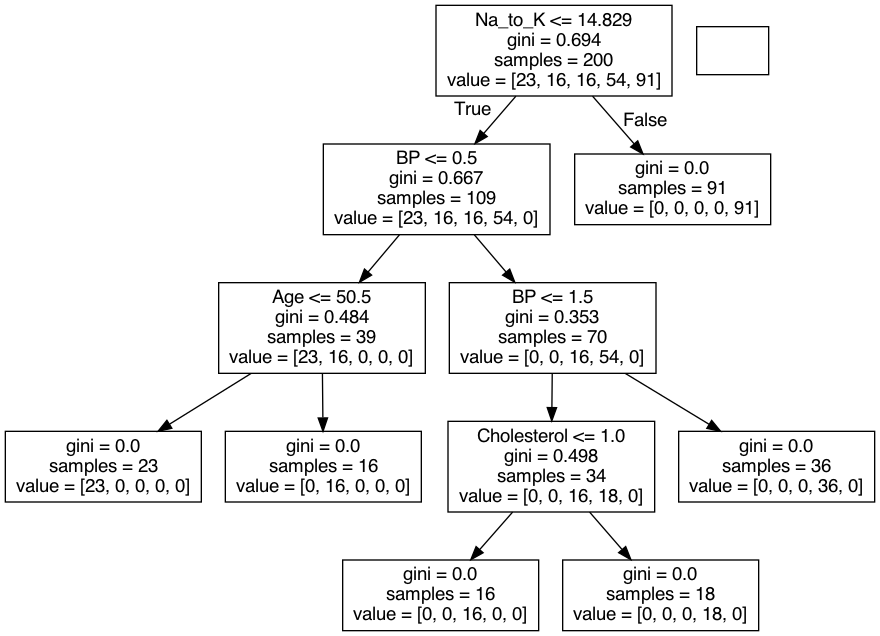 Na_to_K <= 14.829
gini = 0.694
samples = 200
value = [23, 16, 16, 54, 91]
True
False
BP <= 0.5
gini = 0.667
samples = 109
value = [23, 16, 16, 54, 0]
gini = 0.0
samples = 91
value = [0, 0, 0, 0, 91]
Age <= 50.5
gini = 0.484
samples = 39
value = [23, 16, 0, 0, 0]
BP <= 1.5
gini = 0.353
samples = 70
value = [0, 0, 16, 54, 0]
gini = 0.0
samples = 23
value = [23, 0, 0, 0, 0]
gini = 0.0
samples = 16
value = [0, 16, 0, 0, 0]
Cholesterol <= 1.0
gini = 0.498
samples = 34
value = [0, 0, 16, 18, 0]
gini = 0.0
samples = 36
value = [0, 0, 0, 36, 0]
gini = 0.0
samples = 16
value = [0, 0, 16, 0, 0]
gini = 0.0
samples = 18
value = [0, 0, 0, 18, 0]